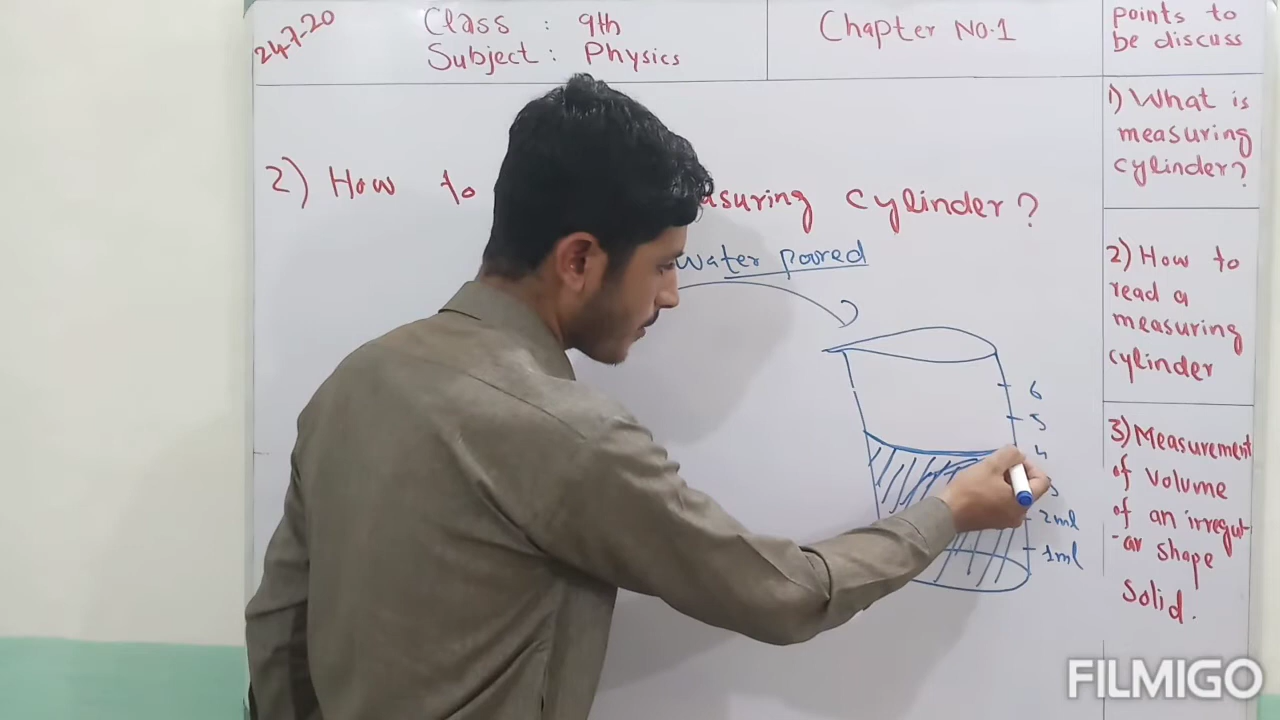 24-7-20
Class : 9th
Subject : Physics
Chapter No.1
points to
be discuss
2) How to asuring cylinder?
water poured
6
5
4
3
2ml
1ml
1) What is
measuring
cylinder?
2) How to
read a
measuring
cylinder
3) Measurement
of volume
of an irregul-
-ar shape
solid.
FILMIGO